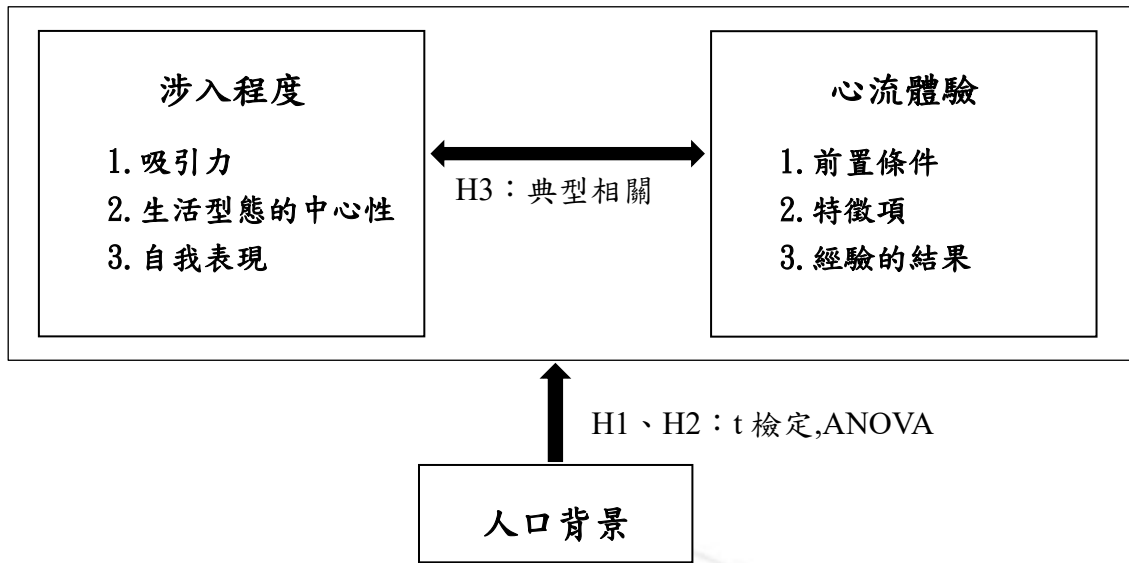 涉入程度
1.吸引力
2.生活型態的中心性
3.自我表現
H3：典型相關
心流體驗
1.前置條件
2.特徵項
3.經驗的結果
H1、H2：t 檢定,ANOVA
人口背景